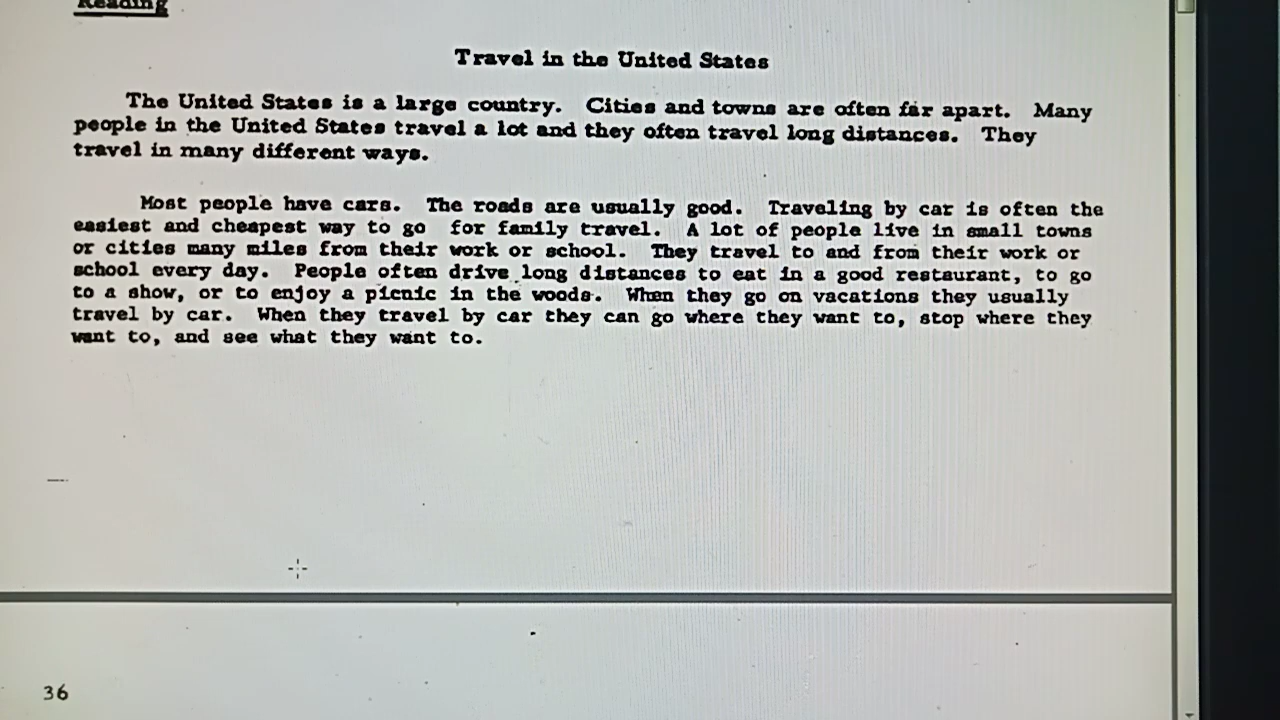 Reading
Travel in the United States
The United States is a large country. Cities and towns are often far apart. Many
people in the United States travel a lot and they often travel long distances. They
travel in many different ways.
Most people have cars. The roads are usually good. Traveling by car is often the
easiest and cheapest way to go for family travel. A lot of people live in small towns
or cities many miles from their work or school. They travel to and from their work or
school every day. People often drive long distances to eat in a good restaurant, to go
to a show, or to enjoy a picnic in the woods. When they go on vacations they usually
travel by car. When they travel by car they can go where they want to, stop where they
want to, and see what they want to.
36